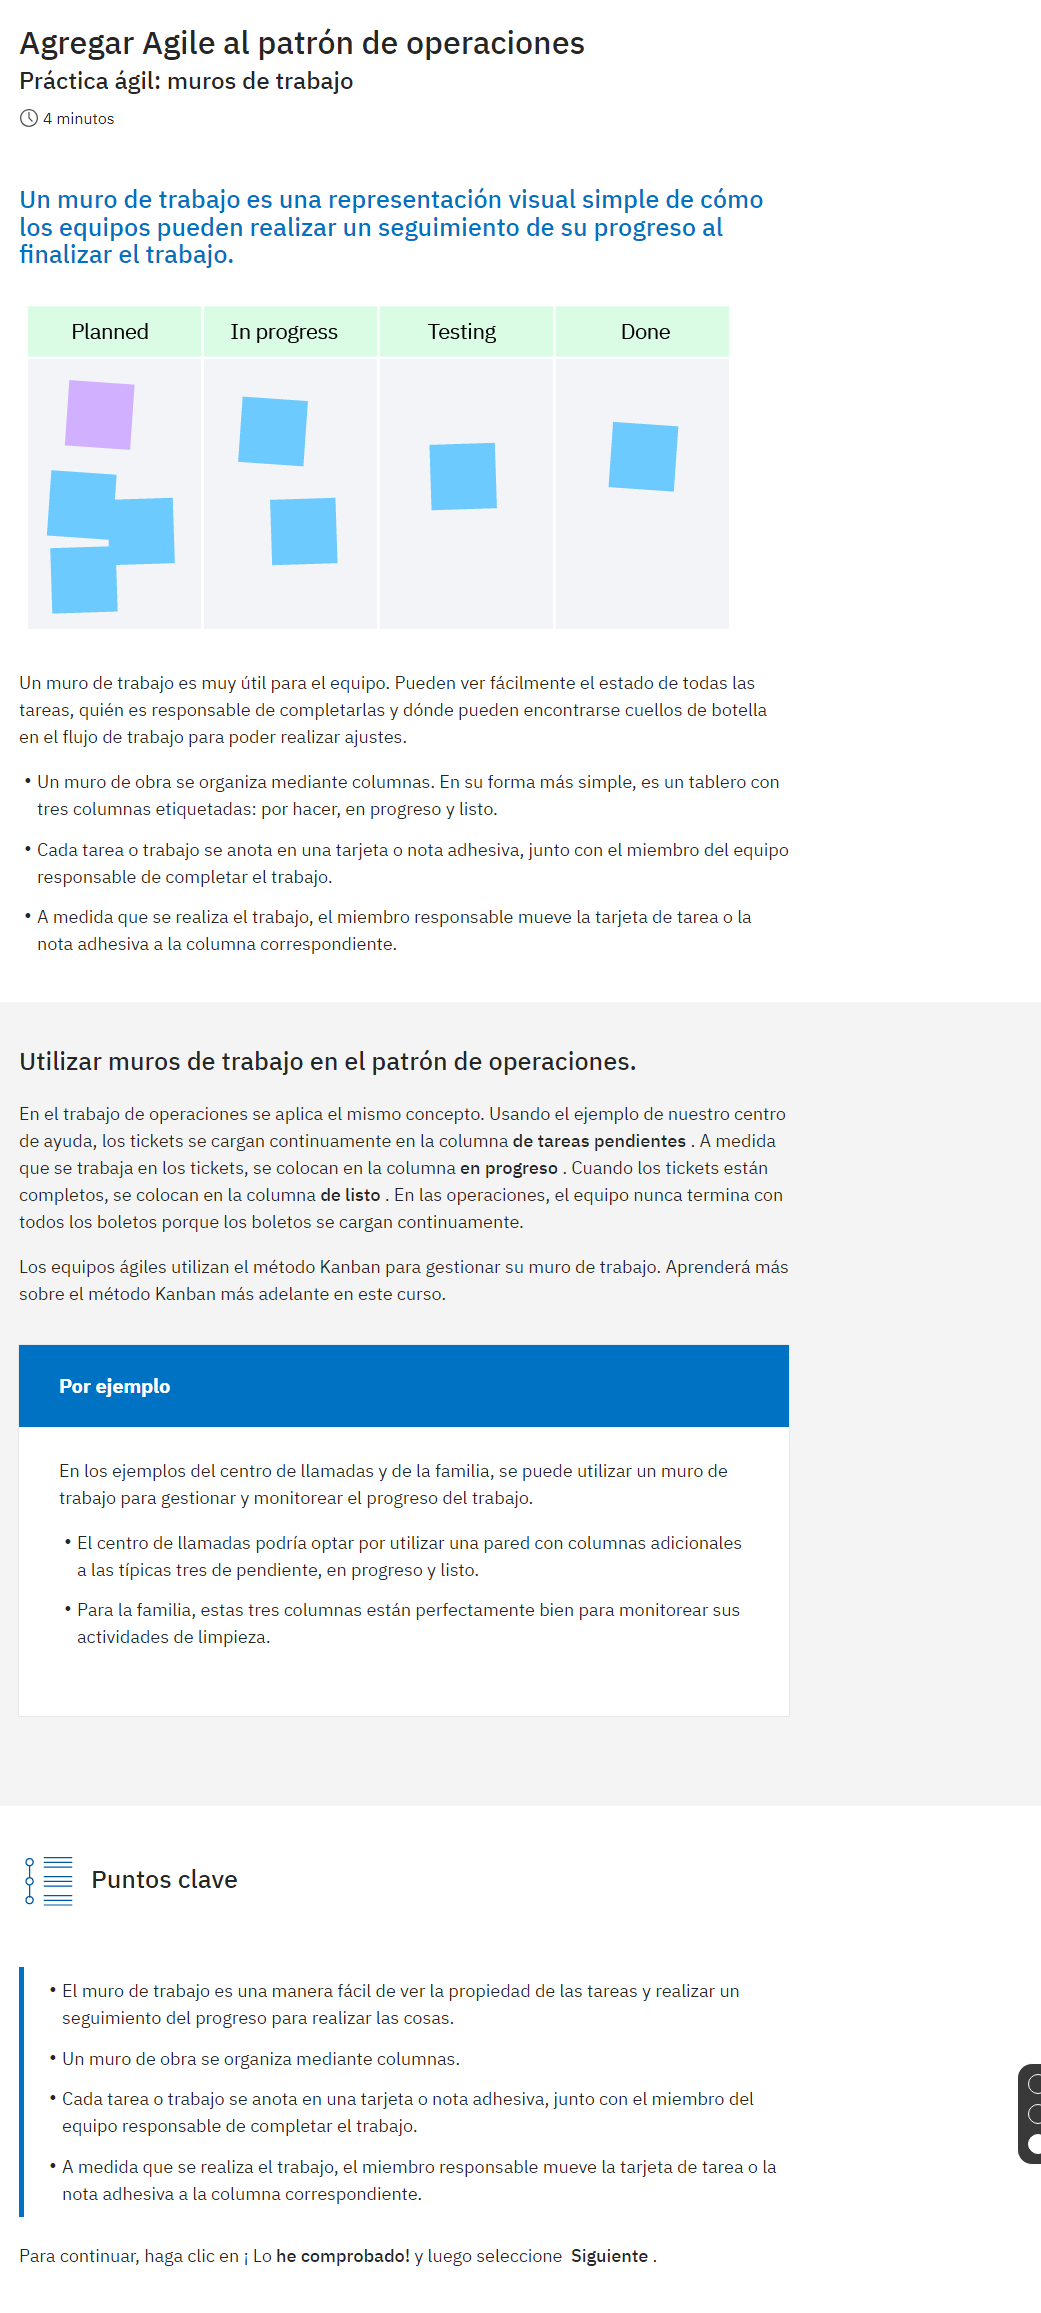 Agregar Agile al patrón de operaciones
Práctica ágil: muros de trabajo
4 minutos
Un muro de trabajo es una representación visual simple de cómo
los equipos pueden realizar un seguimiento de su progreso al
finalizar el trabajo.
Planned In progress Testing Done
Un muro de trabajo es muy útil para el equipo. Pueden ver fácilmente el estado de todas las
tareas, quién es responsable de completarlas y dónde pueden encontrarse cuellos de botella
en el flujo de trabajo para poder realizar ajustes.
• Un muro de obra se organiza mediante columnas. En su forma más simple, es un tablero con
tres columnas etiquetadas: por hacer, en progreso y listo.
• Cada tarea o trabajo se anota en una tarjeta o nota adhesiva, junto con el miembro del equipo
responsable de completar el trabajo.
• A medida que se realiza el trabajo, el miembro responsable mueve la tarjeta de tarea o la
nota adhesiva a la columna correspondiente.
Utilizar muros de trabajo en el patrón de operaciones.
En el trabajo de operaciones se aplica el mismo concepto. Usando el ejemplo de nuestro centro
de ayuda, los tickets se cargan continuamente en la columna de tareas pendientes . A medida
que se trabaja en los tickets, se colocan en la columna en progreso . Cuando los tickets están
completos, se colocan en la columna de listo . En las operaciones, el equipo nunca termina con
todos los boletos porque los boletos se cargan continuamente.
Los equipos ágiles utilizan el método Kanban para gestionar su muro de trabajo. Aprenderá más
sobre el método Kanban más adelante en este curso.
Por ejemplo
En los ejemplos del centro de llamadas y de la familia, se puede utilizar un muro de
trabajo para gestionar y monitorear el progreso del trabajo.
• El centro de llamadas podría optar por utilizar una pared con columnas adicionales
a las típicas tres de pendiente, en progreso y listo.
• Para la familia, estas tres columnas están perfectamente bien para monitorear sus
actividades de limpieza.
Puntos clave
• El muro de trabajo es una manera fácil de ver la propiedad de las tareas y realizar un
seguimiento del progreso para realizar las cosas.
• Un muro de obra se organiza mediante columnas.
• Cada tarea o trabajo se anota en una tarjeta o nota adhesiva, junto con el miembro del
equipo responsable de completar el trabajo.
• A medida que se realiza el trabajo, el miembro responsable mueve la tarjeta de tarea o la
nota adhesiva a la columna correspondiente.
Para continuar, haga clic en ¡ Lo he comprobado! y luego seleccione Siguiente .